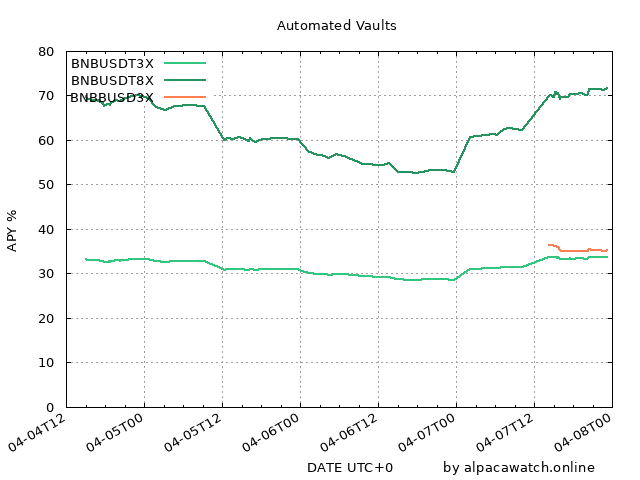 Automated Vaults
80
70
60
50
40
30
20
10
0
APY %
BNBUSDT3X
BNBUSDT8X
BNBBUSD3X
04-04T12
04-05T00
04-05T12
04-06T00
04-06T12
04-07T00
04-07T12
04-08T00
DATE UTC+0
by alpacawatch.online